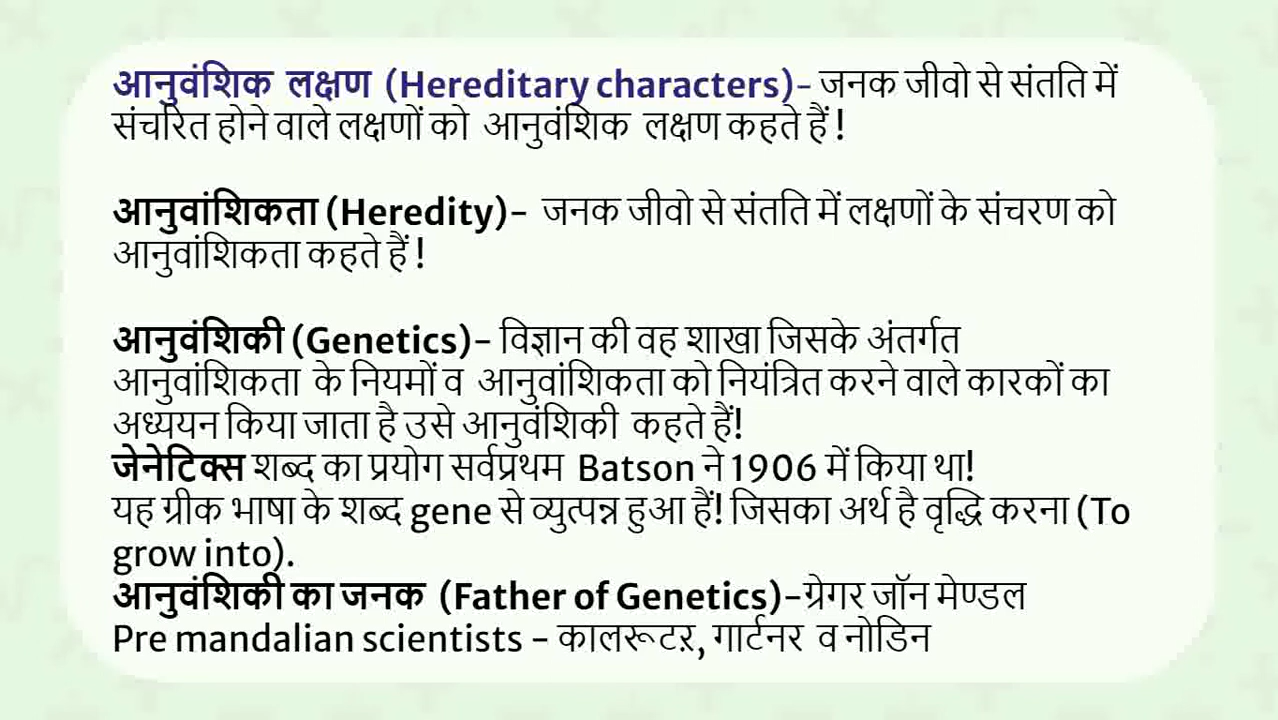 आनुवंशिक लक्षण (Hereditary characters)- जनक जीवो से संतति में
संचरित होने वाले लक्षणों को आनुवंशिक लक्षण कहते हैं !
आनुवांशिकता (Heredity)- जनक जीवो से संतति में लक्षणों के संचरण को
आनुवांशिकता कहते हैं !
आनुवंशिकी (Genetics)- विज्ञान की वह शाखा जिसके अंतर्गत
आनुवांशिकता के नियमों व आनुवांशिकता को नियंत्रित करने वाले कारकों का
अध्ययन किया जाता है उसे आनुवंशिकी कहते हैं!
जेनेटिक्स शब्द का प्रयोग सर्वप्रथम Batson ने 1906 में किया था!
यह ग्रीक भाषा के शब्द gene से व्युत्पन्न हुआ हैं! जिसका अर्थ है वृद्धि करना (To
grow into).
आनुवंशिकी का जनक (Father of Genetics)-ग्रेगर जॉन मेण्डल
Pre mandalian scientists - कालरूटऱ, गार्टनर व नोडिन